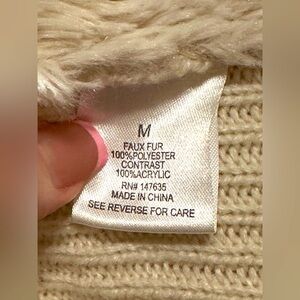 M
FAUX FUR
100%POLYESTER
CONTRAST
100%ACRYLIC
RN# 147635
MADE IN CHINA
SEE REVERSE FOR CARE